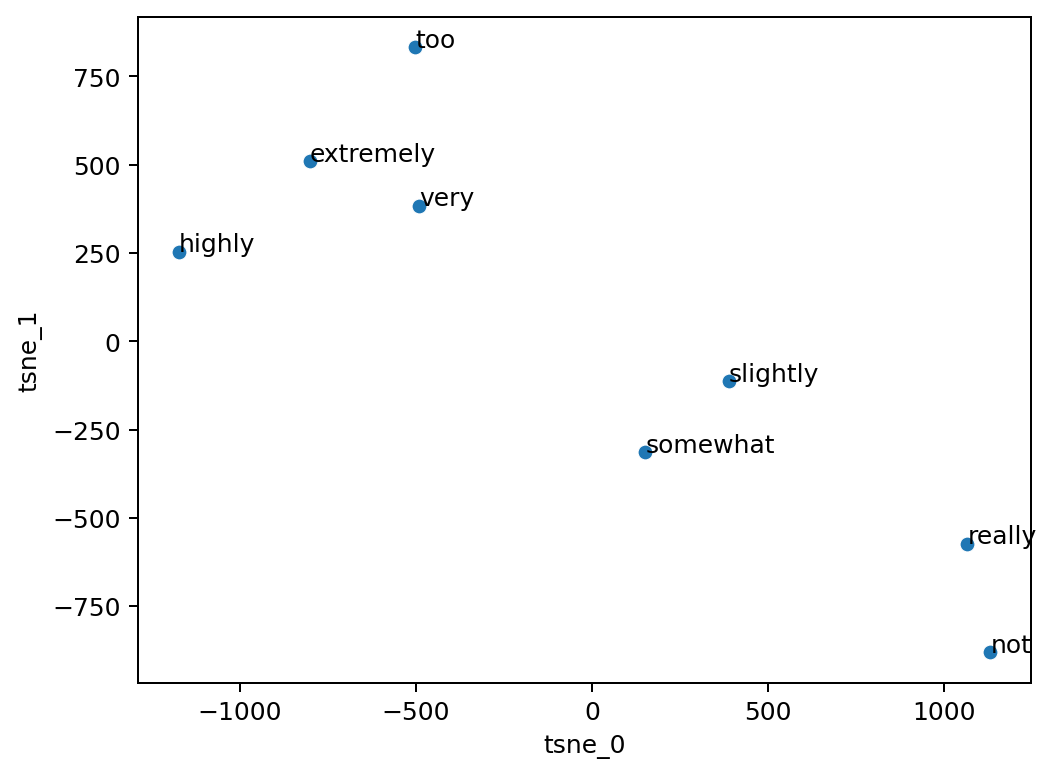 too
750
extremely
500
very
highly
250
0
slightly
−250
somewhat
−500
really
−750
not
−1000
−500
0
500
1000
tsne_0
tsne_1